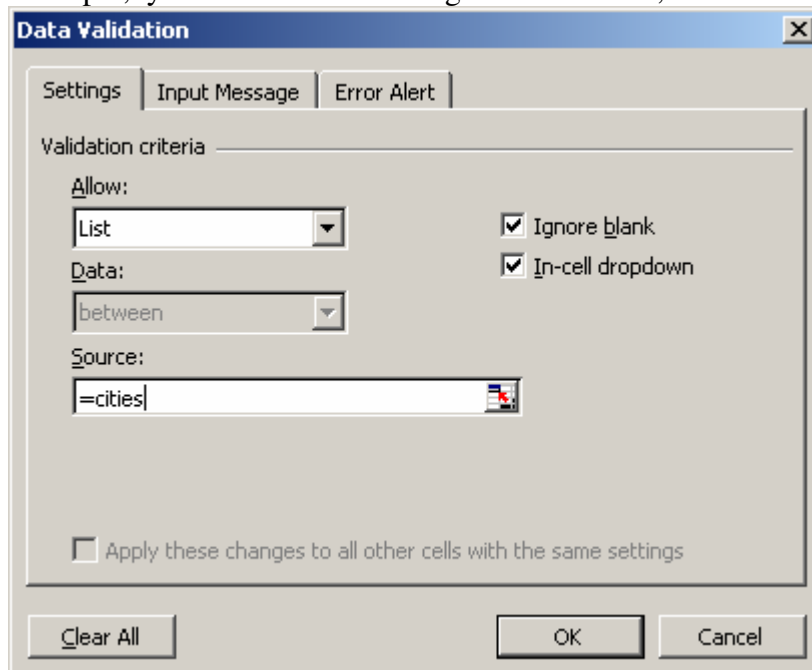 Data Validation
Settings Input Message Error Alert
Validation criteria
Allow:
List
Ignore blank
Data:
In-cell dropdown
between
Source:
=cities
Apply these changes to all other cells with the same settings
Clear All OK Cancel